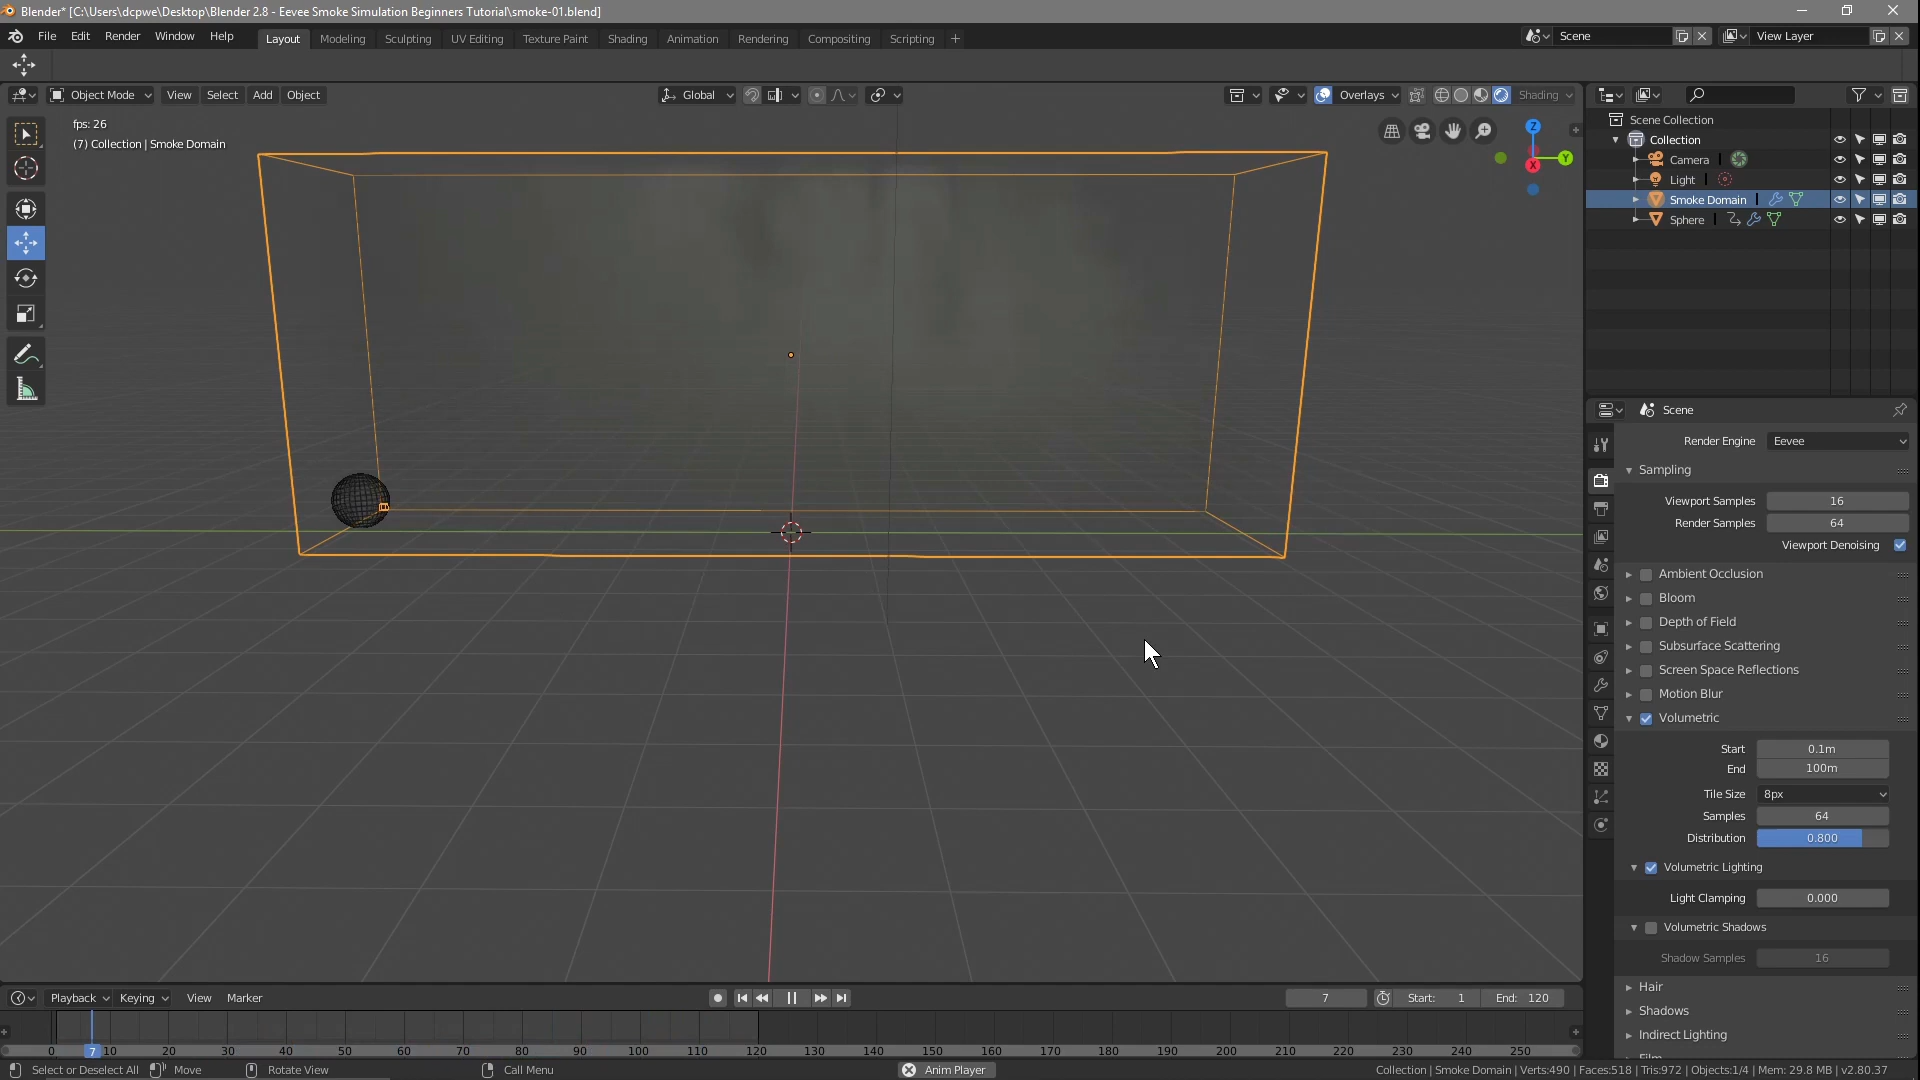 Blender* [C:\Users\dcpwe\Desktop\Blender 2.8 - Eevee Smoke Simulation Beginners Tutorial\smoke-01.blend]
File Edit Render Window Help Layout Modeling Sculpting UV Editing Texture Paint Shading Animation Rendering Compositing Scripting + Scene View Layer
Object Mode View Select Add Object Global Overlays Shading
fps: 26
(7) Collection | Smoke Domain
Z
Y
X
Scene Collection
Collection
Camera
Light
Smoke Domain
Sphere
Scene
Render Engine Eevee
Sampling
Viewport Samples 16
Render Samples 64
Viewport Denoising
Ambient Occlusion
Bloom
Depth of Field
Subsurface Scattering
Screen Space Reflections
Motion Blur
Volumetric
Start 0.1m
End 100m
Tile Size 8px
Samples 64
Distribution 0.800
Volumetric Lighting
Light Clamping 0.000
Volumetric Shadows
Shadow Samples 16
Hair
Shadows
Indirect Lighting
Playback Keying View Marker 7 Start: 1 End: 120
0 7 10 20 30 40 50 60 70 80 90 100 110 120 130 140 150 160 170 180 190 200 210 220 230 240 250
Select or Deselect All Move Rotate View Call Menu Anim Player Collection | Smoke Domain | Verts:490 | Faces:518 | Tris:972 | Objects:1/4 | Mem: 29.8 MB | v2.80.37